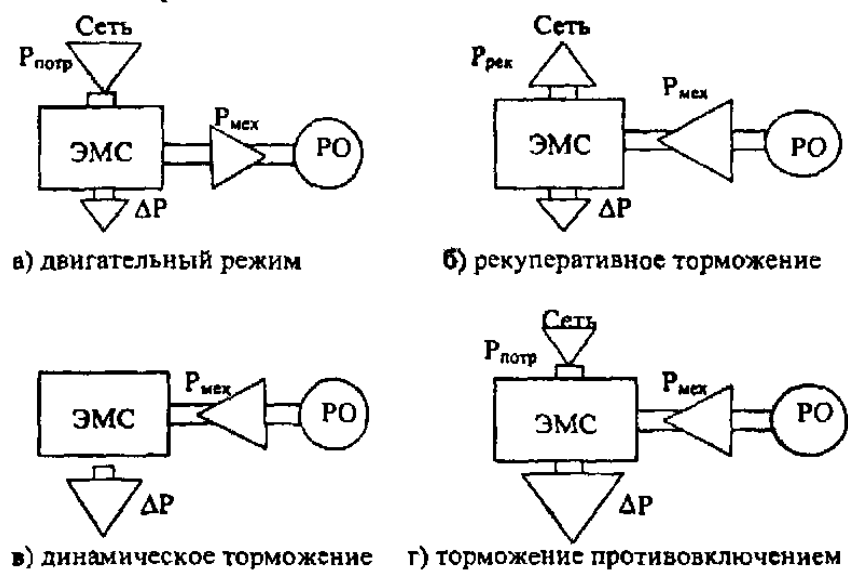 Сеть
Pпотр
ЭМС
Pмех
РО
ΔP
а) двигательный режим
Сеть
Pрек
ЭМС
Pмех
РО
ΔP
б) рекуперативное торможение
ЭМС
Pмех
РО
ΔP
в) динамическое торможение
Сеть
Pпотр
ЭМС
Pмех
РО
ΔP
г) торможение противовключением